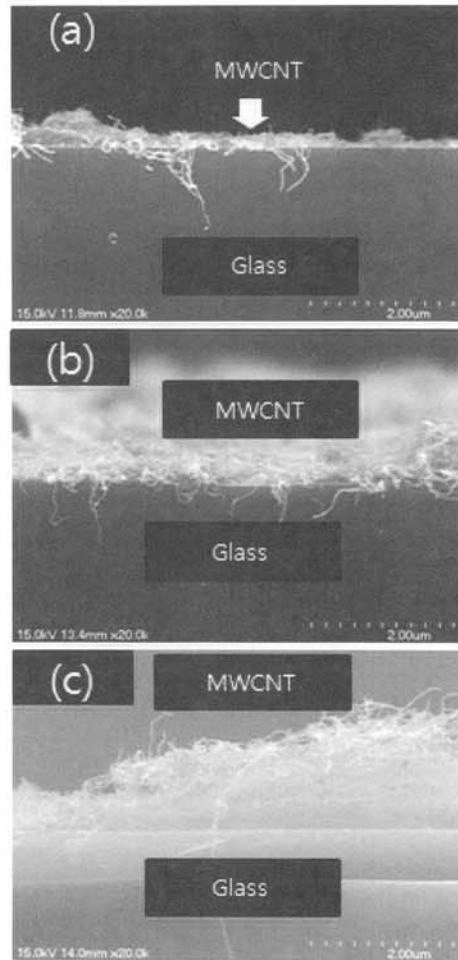 (a)
MWCNT
Glass
15.0kV 11.8mm x20.0k 2.00um
(b)
MWCNT
Glass
15.0kV 13.4mm x20.0k 2.00um
(c)
MWCNT
Glass
15.0kV 14.0mm x20.0k 2.00um